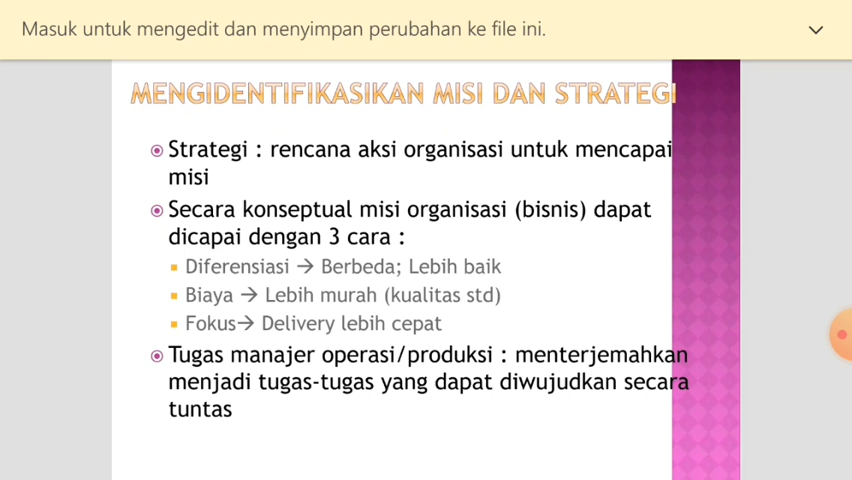 Masuk untuk mengedit dan menyimpan perubahan ke file ini.
MENGIDENTIFIKASIKAN MISI DAN STRATEGI
Strategi : rencana aksi organisasi untuk mencapai
misi
Secara konseptual misi organisasi (bisnis) dapat
dicapai dengan 3 cara :
Diferensiasi → Berbeda; Lebih baik
Biaya → Lebih murah (kualitas std)
Fokus→ Delivery lebih cepat
Tugas manajer operasi/produksi : menterjemahkan
menjadi tugas-tugas yang dapat diwujudkan secara
tuntas